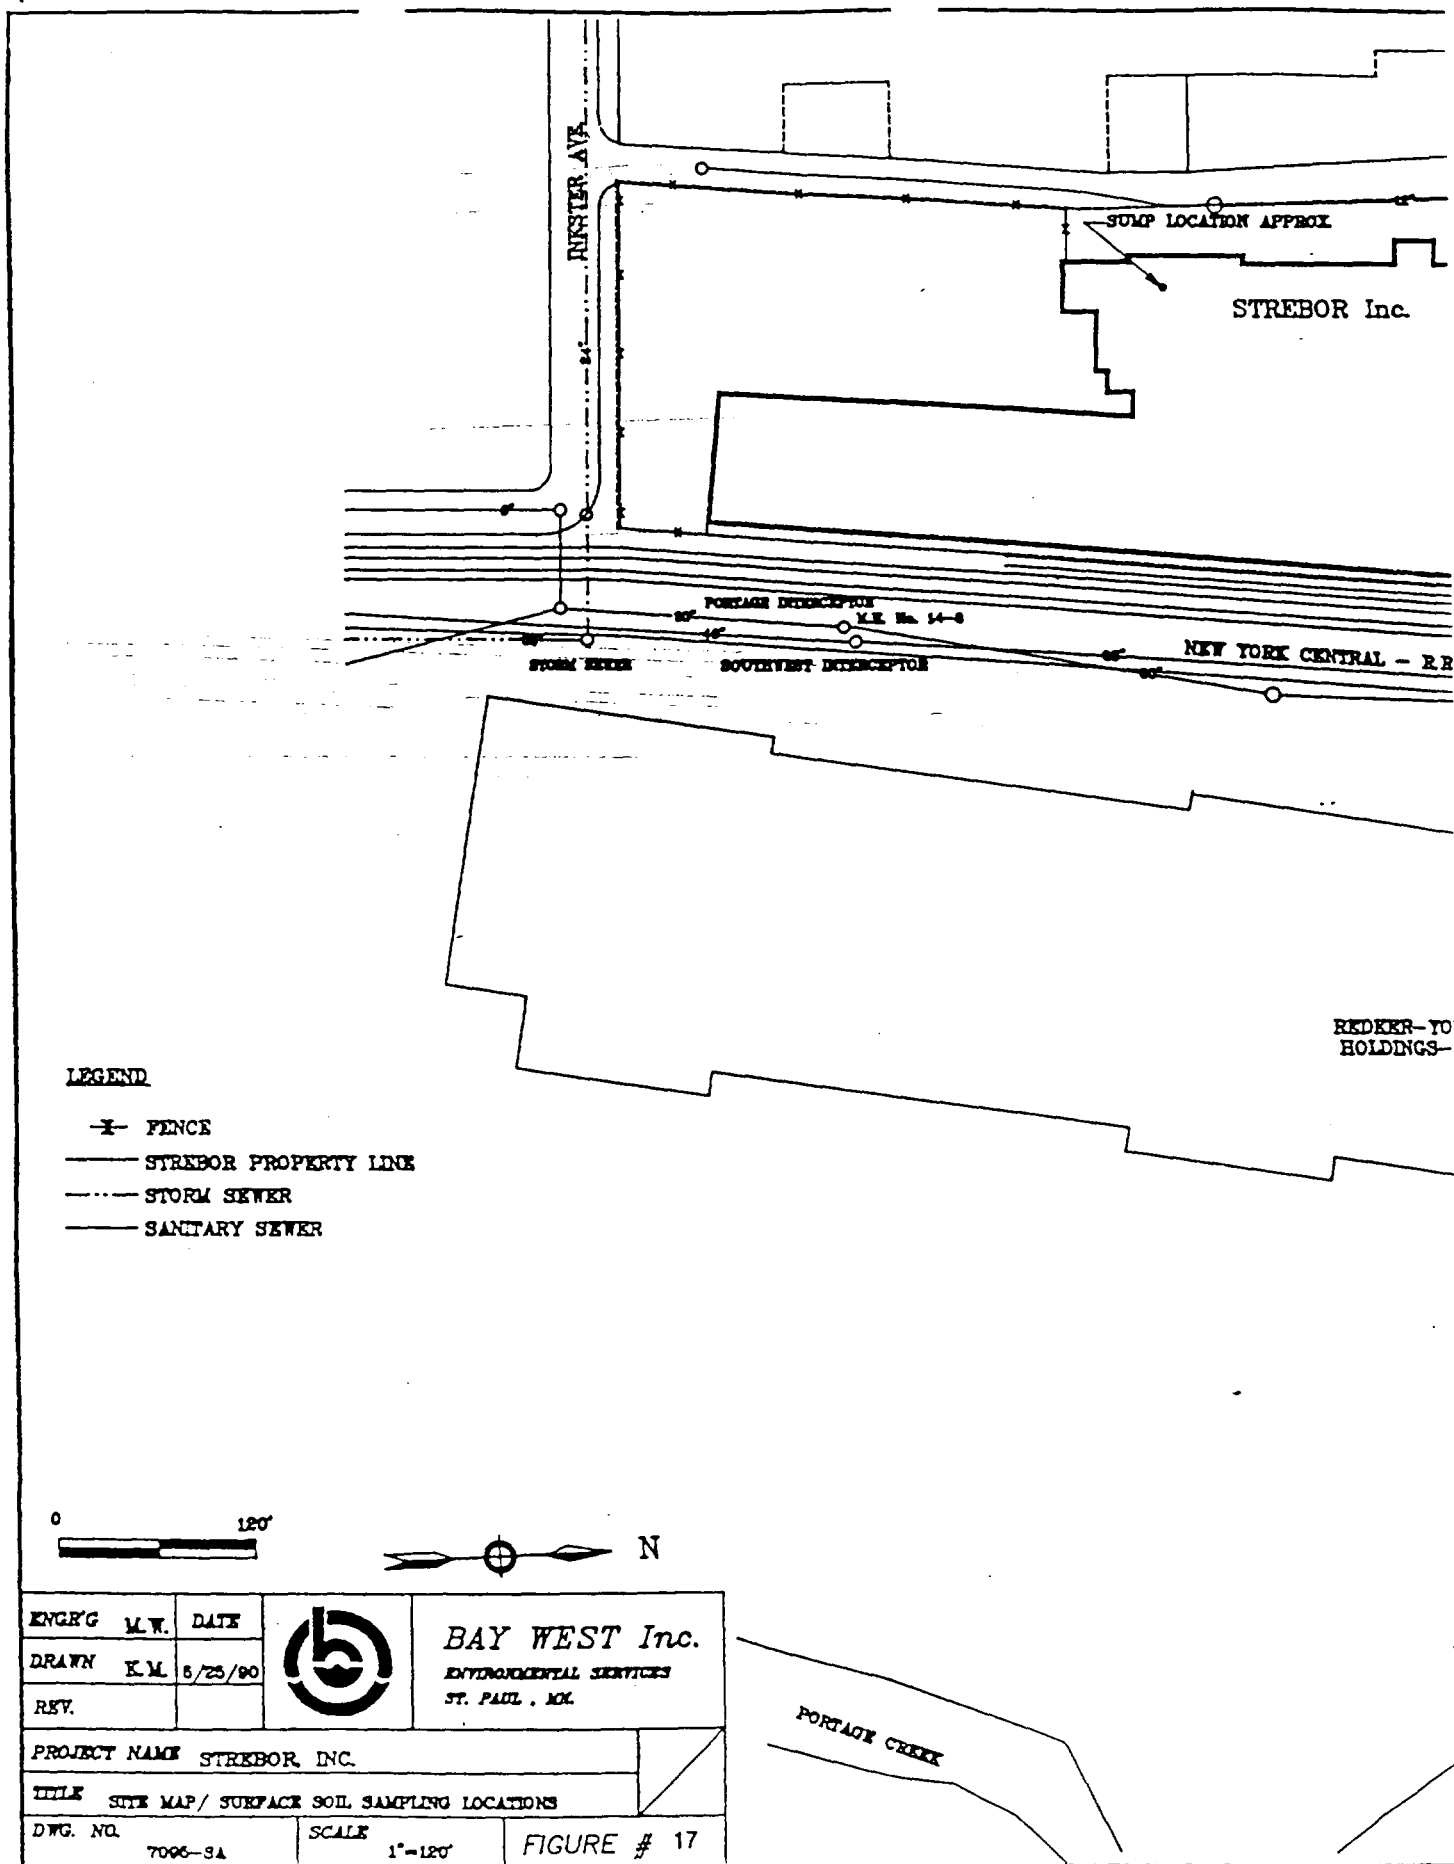 INKSTER AVE.
SUMP LOCATION APPROX
STREBOR Inc.
24"
PORTAGE INTERCEPTOR
M.H. No. 14-8
STORM SEWER
SOUTHWEST INTERCEPTOR
NEW YORK CENTRAL - R.R
REDKER-YO
HOLDINGS-
LEGEND
FENCE
STREBOR PROPERTY LINE
STORM SEWER
SANITARY SEWER
0 120'
N
ENGR'G M.W. DATE
DRAWN K.M. 5/25/90
REV.
BAY WEST Inc.
ENVIRONMENTAL SERVICES
ST. PAUL , MN.
PROJECT NAME STREBOR, INC.
TITLE SITE MAP/ SURFACE SOIL SAMPLING LOCATIONS
DWG. NO. 7096-3A
SCALE 1"=120'
FIGURE # 17
PORTAGE CREEK